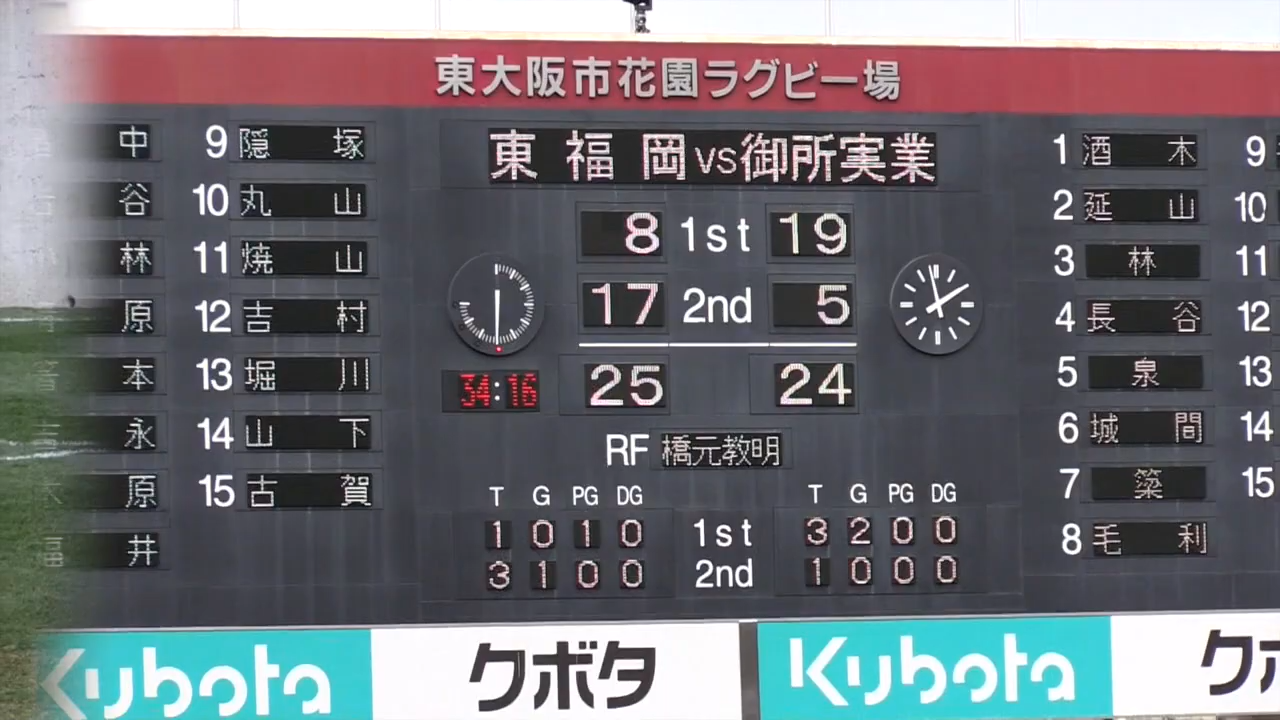 東大阪市花園ラグビー場
東福岡 VS 御所実業
8 1st 19
17 2nd 5
25 24
34:16
RF 橋元教明
T G PG DG T G PG DG
1 0 1 0 1st 3 2 0 0
3 1 0 0 2nd 1 0 0 0
中
谷
林
原
本
永
原
井
9 隠塚
10 丸山
11 焼山
12 吉村
13 堀川
14 山下
15 古賀
1 酒木
2 延山
3 林
4 長谷
5 泉
6 城間
7 築
8 毛利
9
10
11
12
13
14
15
Kubota クボタ Kubota